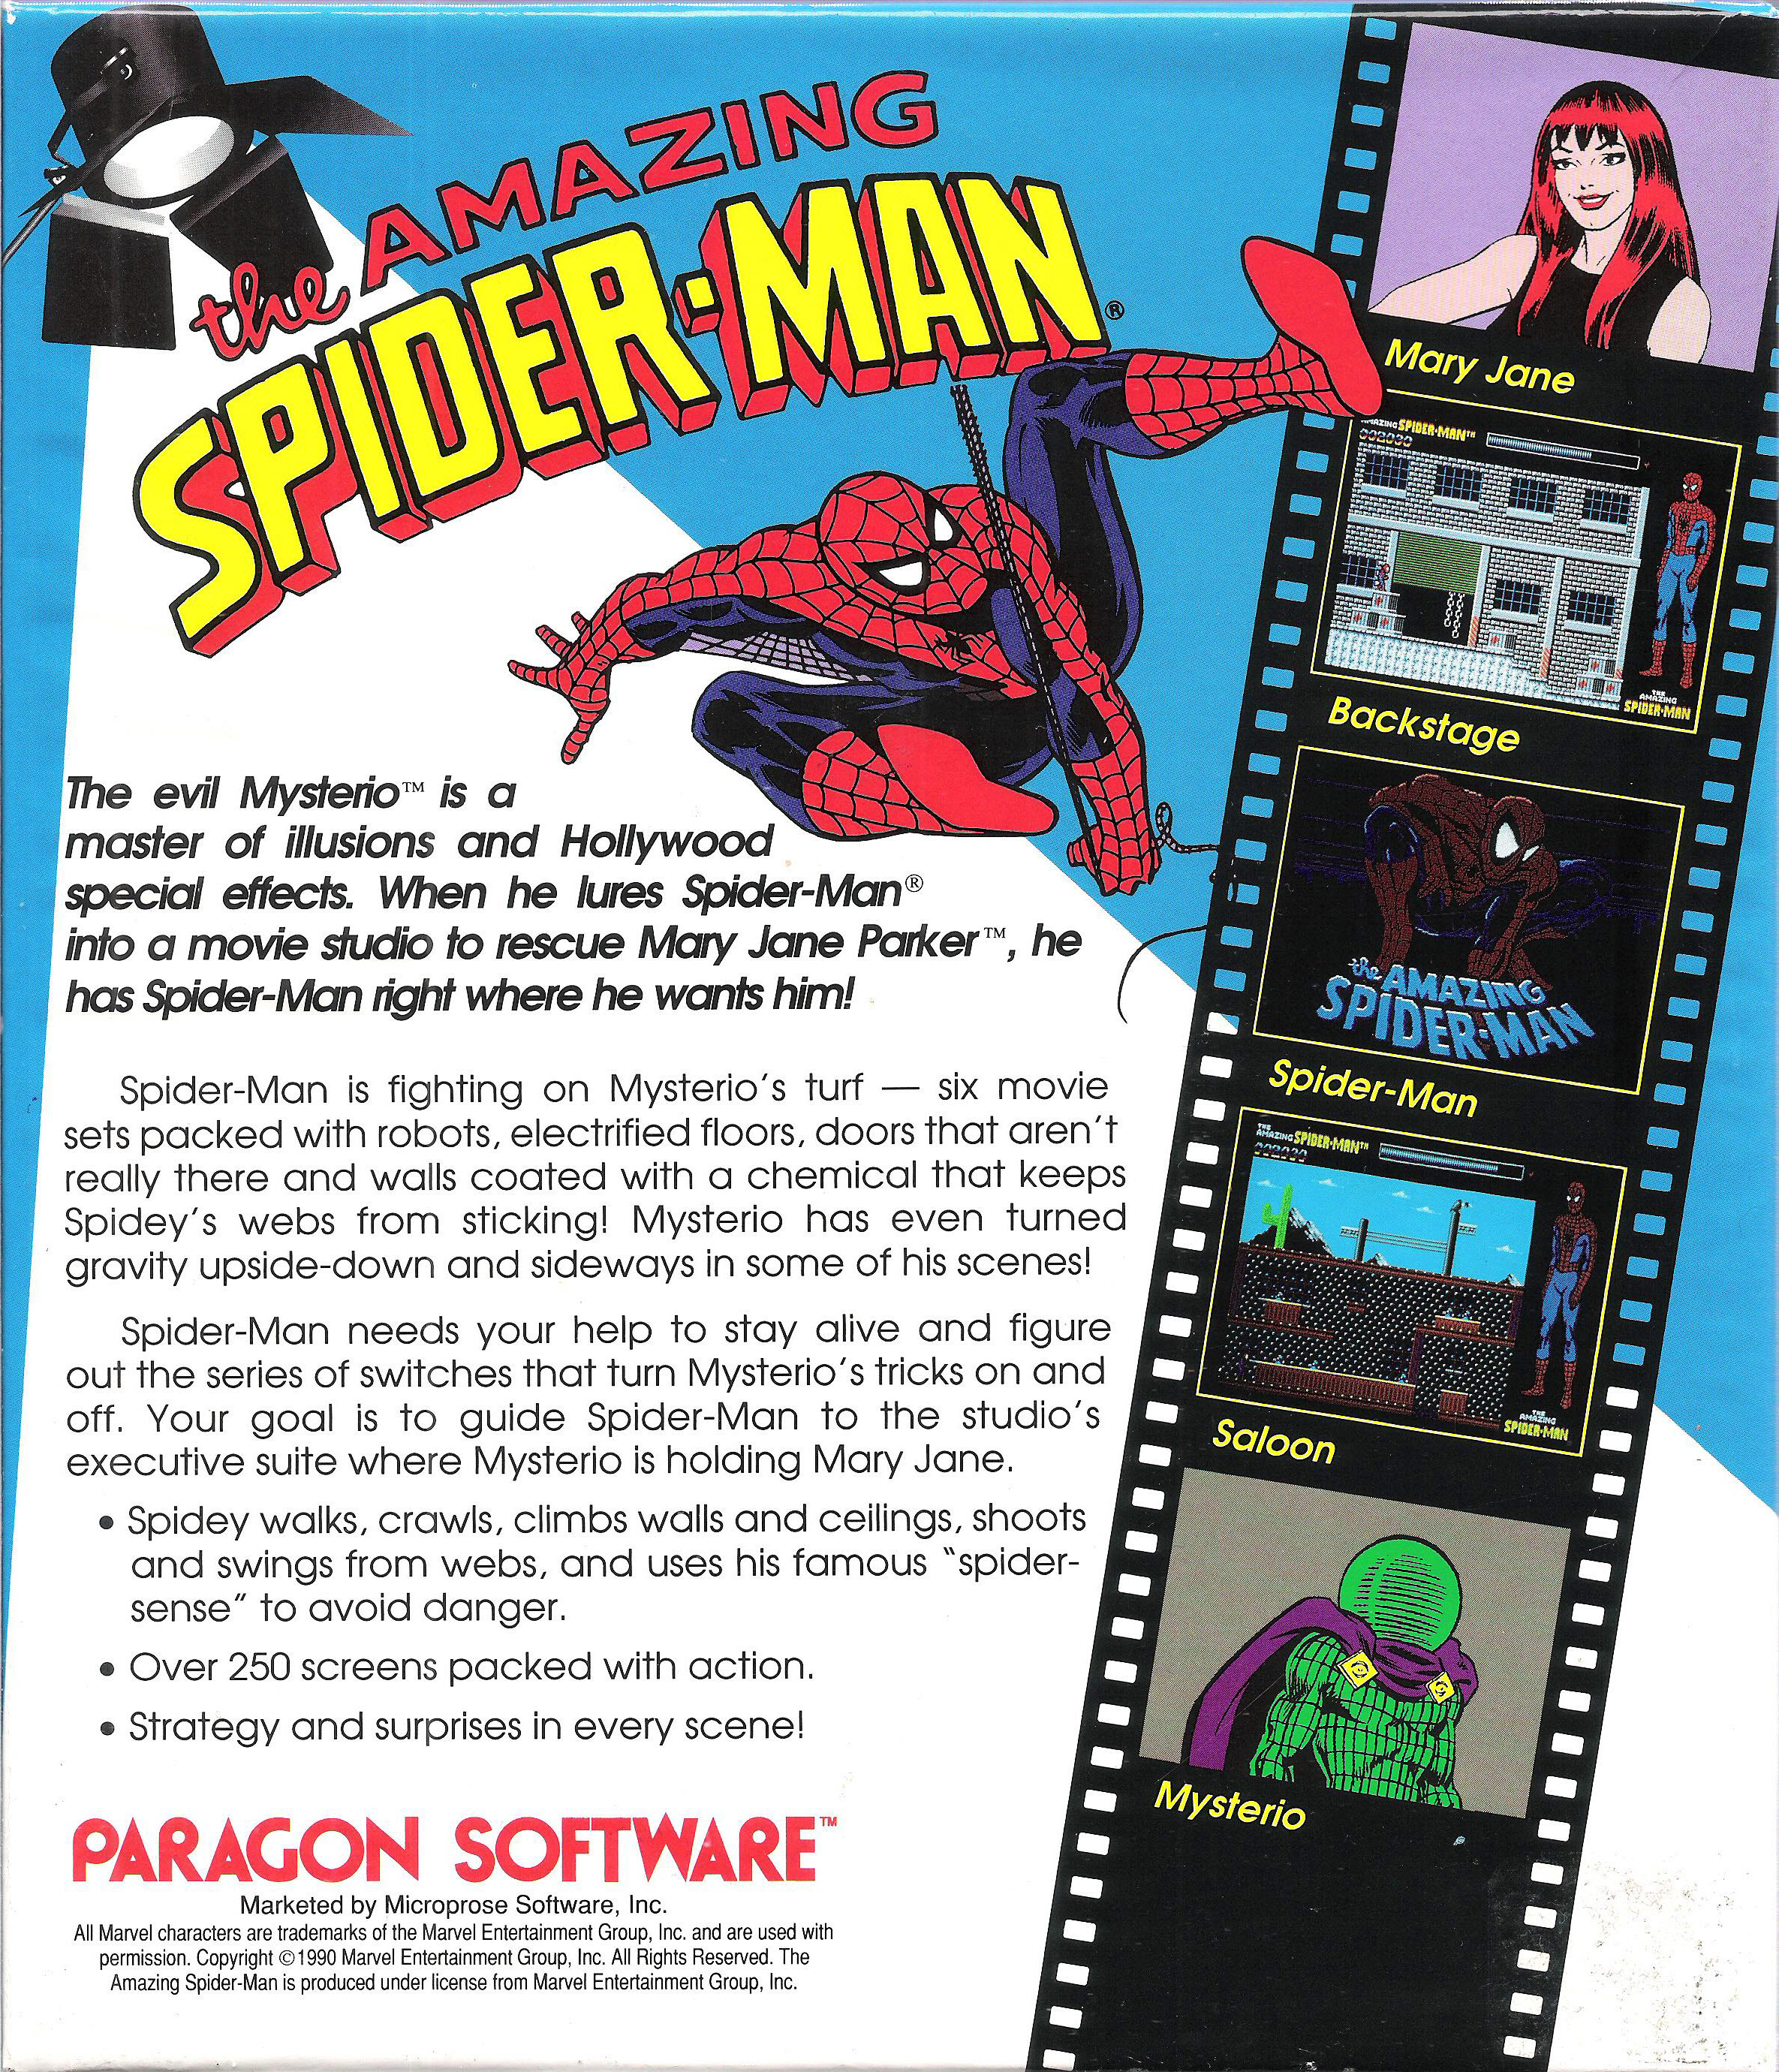 the AMAZING
SPIDER-MAN®
The evil Mysterio™ is a
master of illusions and Hollywood
special effects. When he lures Spider-Man®
into a movie studio to rescue Mary Jane Parker™, he
has Spider-Man right where he wants him!
Spider-Man is fighting on Mysterio's turf — six movie
sets packed with robots, electrified floors, doors that aren't
really there and walls coated with a chemical that keeps
Spidey's webs from sticking! Mysterio has even turned
gravity upside-down and sideways in some of his scenes!
Spider-Man needs your help to stay alive and figure
out the series of switches that turn Mysterio's tricks on and
off. Your goal is to guide Spider-Man to the studio's
executive suite where Mysterio is holding Mary Jane.
• Spidey walks, crawls, climbs walls and ceilings, shoots
and swings from webs, and uses his famous "spider-
sense" to avoid danger.
• Over 250 screens packed with action.
• Strategy and surprises in every scene!
PARAGON SOFTWARE™
Marketed by Microprose Software, Inc.
All Marvel characters are trademarks of the Marvel Entertainment Group, Inc. and are used with
permission. Copyright ©1990 Marvel Entertainment Group, Inc. All Rights Reserved. The
Amazing Spider-Man is produced under license from Marvel Entertainment Group, Inc.
Mary Jane
AMAZING SPIDER-MAN™
THE
AMAZING
SPIDER-MAN
Backstage
the AMAZING
SPIDER-MAN
Spider-Man
THE
AMAZING SPIDER-MAN™
THE
AMAZING
SPIDER-MAN
Saloon
Mysterio